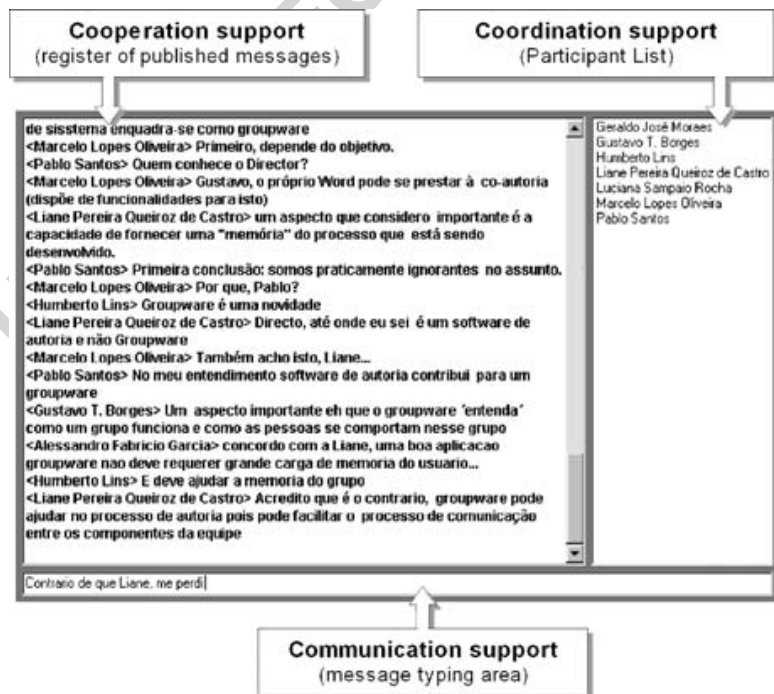 Cooperation support
(register of published messages)
Coordination support
(Participant List)
de sisstema enquadra-se como groupware
<Marcelo Lopes Oliveira> Primeiro, depende do objetivo.
<Pablo Santos> Quem conhece o Director?
<Marcelo Lopes Oliveira> Gustavo, o próprio Word pode se prestar à co-autoria
(dispõe de funcionalidades para isto)
<Liane Pereira Queiroz de Castro> um aspecto que considero importante é a
capacidade de fornecer uma "memória" do processo que está sendo
desenvolvido.
<Pablo Santos> Primeira conclusão: somos praticamente ignorantes no assunto.
<Marcelo Lopes Oliveira> Por que, Pablo?
<Humberto Lins> Groupware é uma novidade
<Liane Pereira Queiroz de Castro> Directo, até onde eu sei é um software de
autoria e não Groupware
<Marcelo Lopes Oliveira> Também acho isto, Liane...
<Pablo Santos> No meu entendimento software de autoria contribui para um
groupware
<Gustavo T. Borges> Um aspecto importante eh que o groupware ´entenda´
como um grupo funciona e como as pessoas se comportam nesse grupo
<Alessandro Fabricio Garcia> concordo com a Liane, uma boa aplicacao
groupware nao deve requerer grande carga de memoria do usuario...
<Humberto Lins> E deve ajudar a memoria do grupo
<Liane Pereira Queiroz de Castro> Acredito que é o contrario, groupware pode
ajudar no processo de autoria pois pode facilitar o processo de comunicação
entre os componentes da equipe
Geraldo José Moraes
Gustavo T. Borges
Humberto Lins
Liane Pereira Queiroz de Castro
Luciana Sampaio Rocha
Marcelo Lopes Oliveira
Pablo Santos
Contrario de que Liane, me perdi
Communication support
(message typing area)